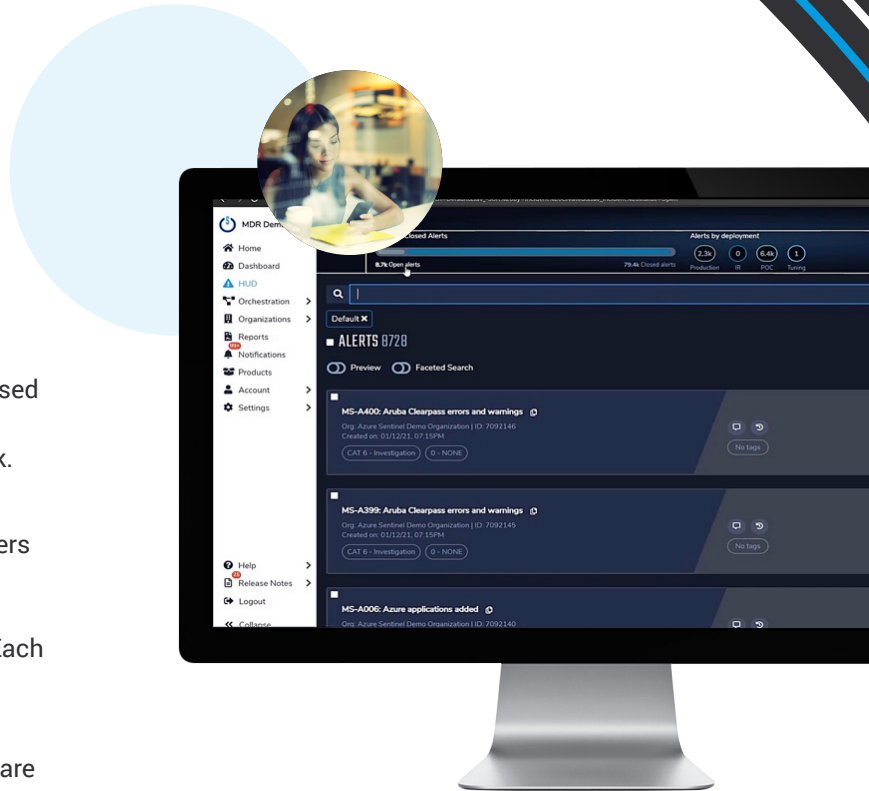 sed
k.
ers
Each
are
MDR Dem
Home
Dashboard
HUD
Orchestration
Organizations
Reports
99+
Notifications
Products
Account
Settings
Help
Release Notes
Logout
Collapse
Closed Alerts
8.7k Open alerts
79.4k Closed alerts
Alerts by deployment
2.3k 0 6.4k 1
Production IR POC Tuning
Default ×
ALERTS 8728
Preview Faceted Search
MS-A400: Aruba Clearpass errors and warnings
Org: Azure Sentinel Demo Organization | ID: 7092146
Created on: 01/12/21, 07:15PM
CAT 6 - Investigation 0 - NONE
No tags
MS-A399: Aruba Clearpass errors and warnings
Org: Azure Sentinel Demo Organization | ID: 7092145
Created on: 01/12/21, 07:15PM
CAT 6 - Investigation 0 - NONE
No tags
MS-A006: Azure applications added
Org: Azure Sentinel Demo Organization | ID: 7092140